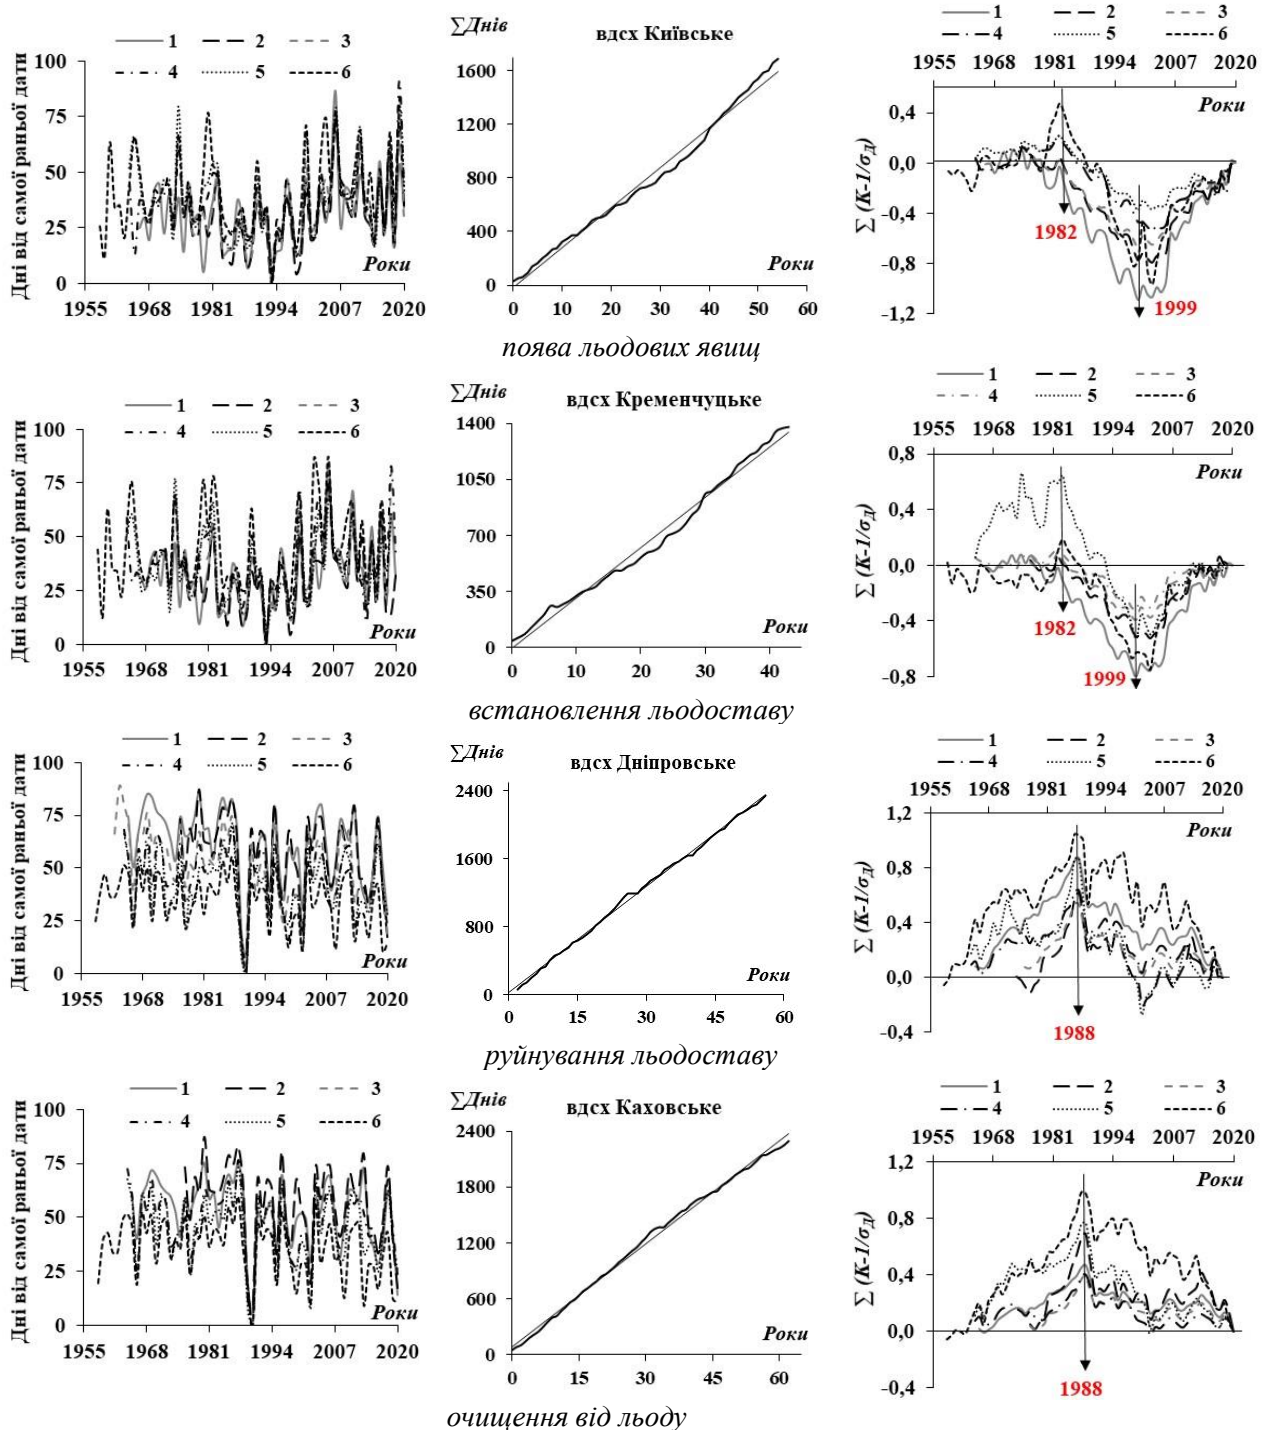 1 2 3
4 5 6
Дні від самої раньої дати
100
75
50
25
0
1955 1968 1981 1994 2007 2020
Роки
∑Днів
вдсх Київське
1600
1200
800
400
0
0 10 20 30 40 50 60
Роки
1 2 3
4 5 6
1955 1968 1981 1994 2007 2020
Роки
∑ (K-1/σД)
0,4
0,0
-0,4
-0,8
-1,2
1982
1999
поява льодових явищ
1 2 3
4 5 6
Дні від самої раньої дати
100
75
50
25
0
1955 1968 1981 1994 2007 2020
Роки
∑Днів
вдсх Кременчуцьке
1400
1050
700
350
0
0 10 20 30 40
Роки
1 2 3
4 5 6
1955 1968 1981 1994 2007 2020
Роки
∑ (K-1/σД)
0,8
0,4
0,0
-0,4
-0,8
1982
1999
встановлення льодоставу
1 2 3
4 5 6
Дні від самої раньої дати
100
75
50
25
0
1955 1968 1981 1994 2007 2020
Роки
∑Днів
вдсх Дніпровське
2400
1600
800
0
0 15 30 45 60
Роки
1 2 3
4 5 6
1955 1968 1981 1994 2007 2020
Роки
∑ (K-1/σД)
1,2
0,8
0,4
0,0
-0,4
1988
руйнування льодоставу
1 2 3
4 5 6
Дні від самої раньої дати
100
75
50
25
0
1955 1968 1981 1994 2007 2020
Роки
∑Днів
вдсх Каховське
2400
1800
1200
600
0
0 15 30 45 60
Роки
1 2 3
4 5 6
1955 1968 1981 1994 2007 2020
Роки
∑ (K-1/σД)
1,2
0,8
0,4
0,0
-0,4
1988
очищення від льоду